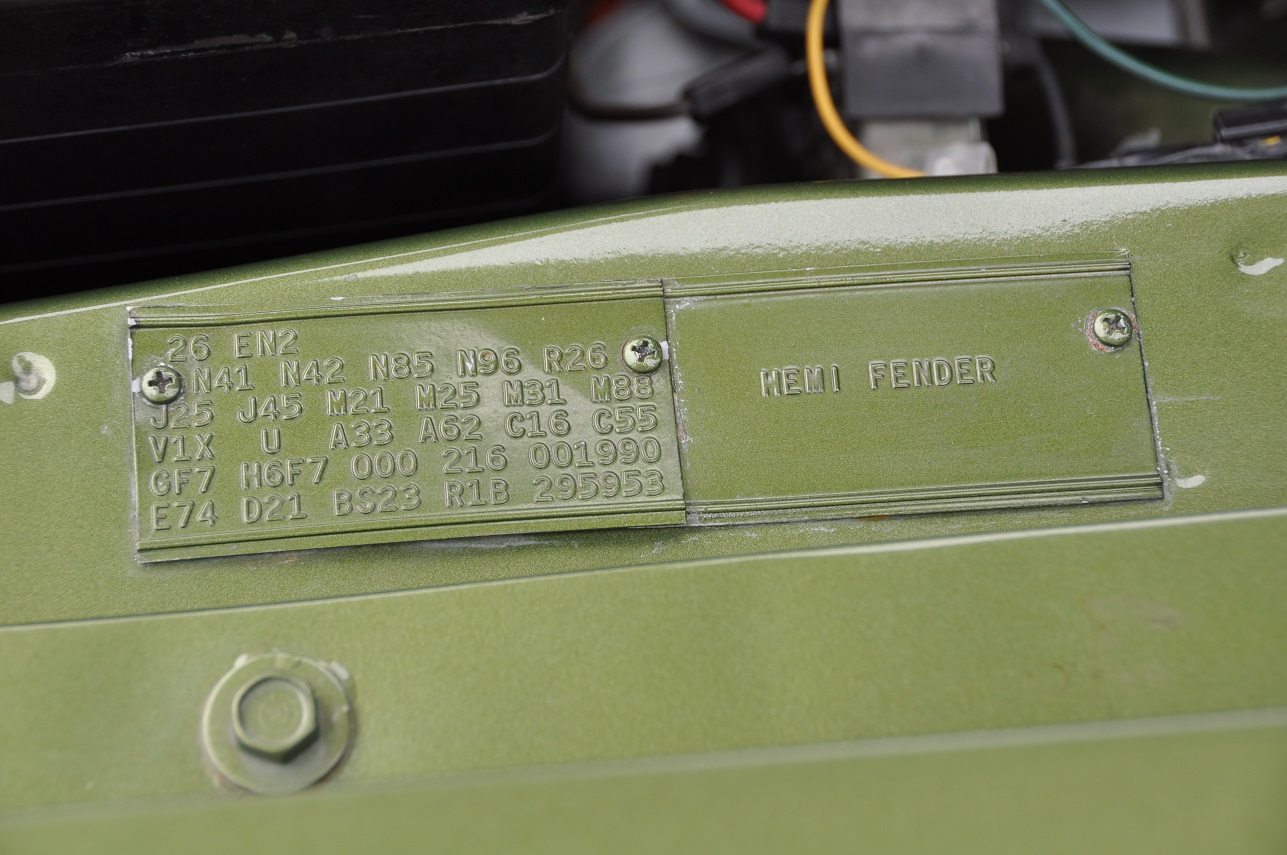 26 EN2
N41 N42 N85 N96 R26
J25 J45 M21 M25 M31 M88
V1X U A33 A62 C16 C55
GF7 H6F7 000 216 001990
E74 D21 BS23 R1B 295953
HEMI FENDER